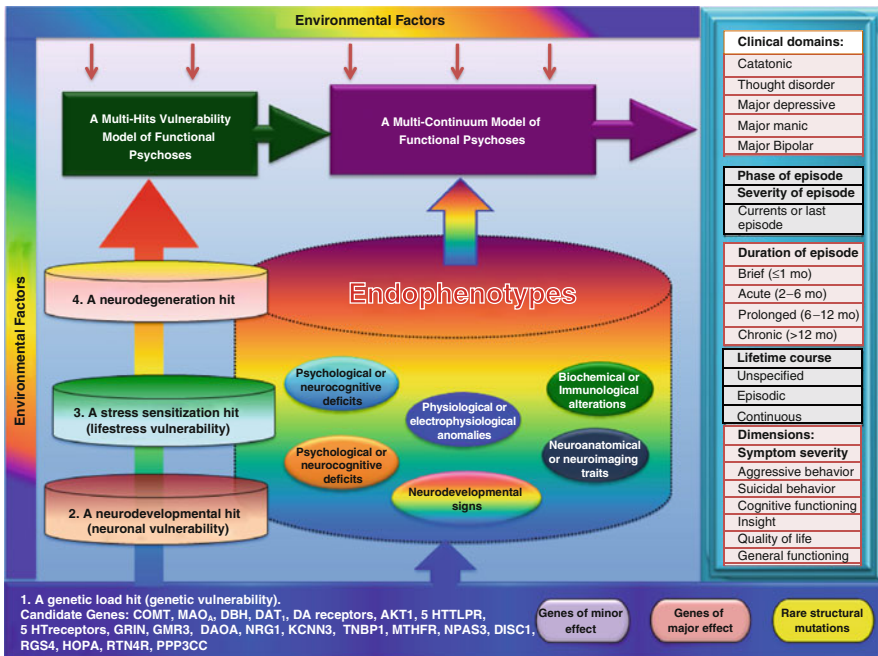 Environmental Factors
Environmental Factors
A Multi-Hits Vulnerability
Model of Functional
Psychoses
A Multi-Continuum Model of
Functional Psychoses
4. A neurodegeneration hit
3. A stress sensitization hit
(lifestress vulnerability)
2. A neurodevelopmental hit
(neuronal vulnerability)
Endophenotypes
Psychological or
neurocognitive
deficits
Physiological or
electrophysiological
anomalies
Biochemical or
Immunological
alterations
Psychological or
neurocognitive
deficits
Neuroanatomical
or neuroimaging
traits
Neurodevelopmental
signs
1. A genetic load hit (genetic vulnerability).
Candidate Genes: COMT, MAOA, DBH, DAT1, DA receptors, AKT1, 5 HTTLPR,
5 HTreceptors, GRIN, GMR3, DAOA, NRG1, KCNN3, TNBP1, MTHFR, NPAS3, DISC1,
RGS4, HOPA, RTN4R, PPP3CC
Genes of minor
effect
Genes of
major effect
Rare structural
mutations
Clinical domains:
Catatonic
Thought disorder
Major depressive
Major manic
Major Bipolar
Phase of episode
Severity of episode
Currents or last
episode
Duration of episode
Brief (≤1 mo)
Acute (2–6 mo)
Prolonged (6–12 mo)
Chronic (>12 mo)
Lifetime course
Unspecified
Episodic
Continuous
Dimensions:
Symptom severity
Aggressive behavior
Suicidal behavior
Cognitive functioning
Insight
Quality of life
General functioning